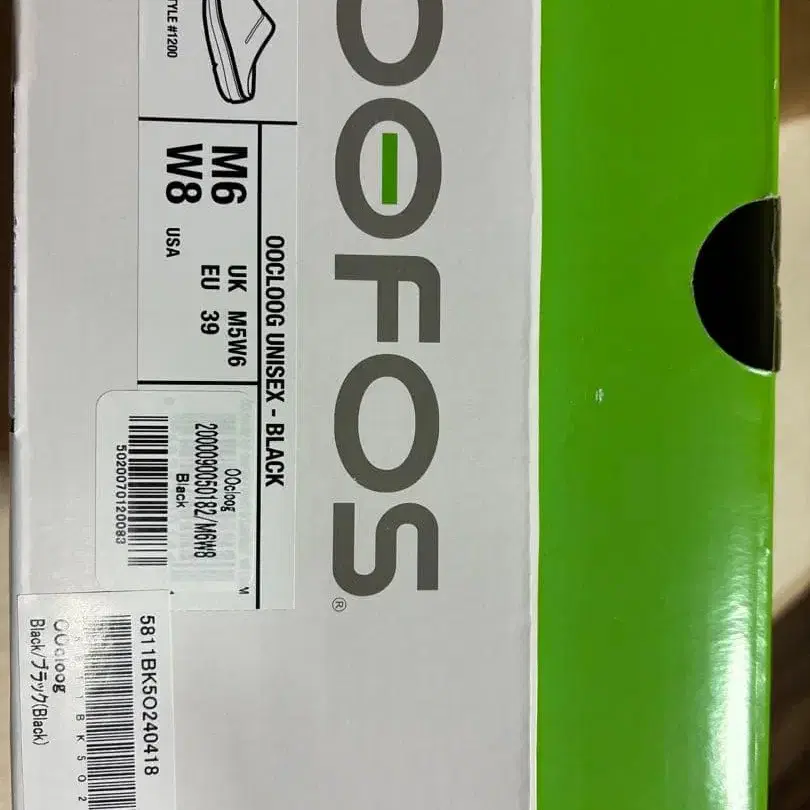 OOFOS®
STYLE #1200
OOCLOOG UNISEX - BLACK
M6
W8
USA
UK M5W6
EU 39
OOcloog
2000090050182/M6W8
Black
5020070120083
M
5811BK5O240418
OOcloog
Black/ブラック(Black)